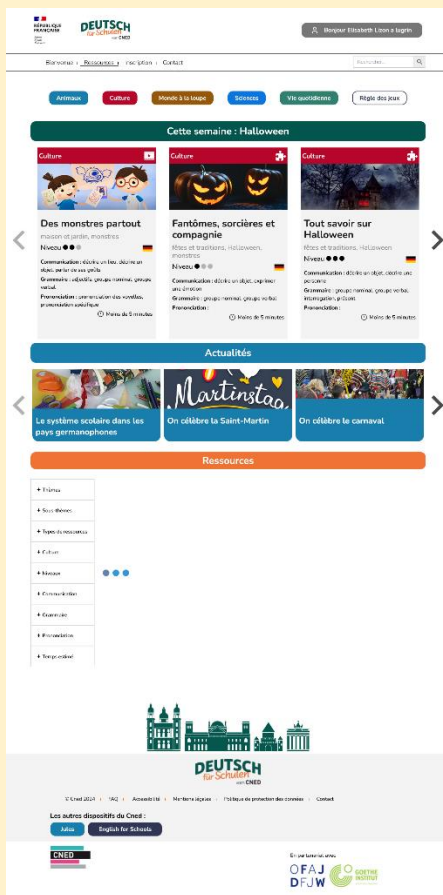 RÉPUBLIQUE
FRANÇAISE
DEUTSCH
für Schulen
CNED
Bonjour Elisabeth Lizon a lugrin
Bienvenue
Ressources
Inscription
Contact
Rechercher...
Animaux
Culture
Monde à la loupe
Sciences
Vie quotidienne
Règle des jeux
Cette semaine : Halloween
Culture
Des monstres partout
maison et jardin, monstres
Niveau
Communication : décrire un lieu, décrire un
objet, parler de ses goûts
Grammaire : adjectifs, groupe nominal, groupe
verbal
Prononciation : prononciation des voyelles,
prononciation spécifique
Moins de 5 minutes
Culture
Fantômes, sorcières et
compagnie
fêtes et traditions, Halloween,
monstres
Niveau
Communication : décrire un objet, exprimer
une émotion
Grammaire : groupe nominal, groupe verbal
Prononciation :
Moins de 5 minutes
Culture
Tout savoir sur
Halloween
fêtes et traditions, Halloween
Niveau
Communication : décrire un objet, décrire une
personne
Grammaire : groupe nominal, groupe verbal,
interrogation, présent
Prononciation :
Moins de 5 minutes
Actualités
Le système scolaire dans les
pays germanophones
Martinstag
On célèbre la Saint-Martin
On célèbre le carnaval
Ressources
+ Thèmes
+ Sous-thèmes
+ Types de ressources
+ Culture
+ Niveaux
+ Communication
+ Grammaire
+ Prononciation
+ Temps estimé
DEUTSCH
für Schulen
CNED
© Cned 2024
FAQ
Accessibilité
Mentions légales
Politique de protection des données
Contact
Les autres dispositifs du Cned :
Jules
English for Schools
CNED
En partenariat avec
OFAJ
DFJW
GOETHE
INSTITUT